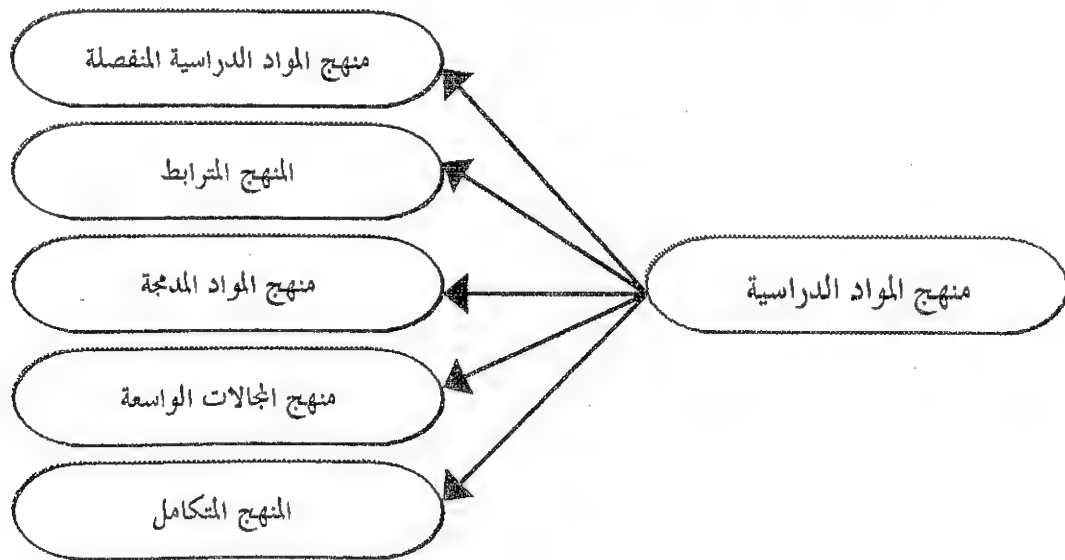 منهج المواد الدراسية
منهج المواد الدراسية المنفصلة
المنهج المترابط
منهج المواد المدمجة
منهج المجالات الواسعة
المنهج المتكامل